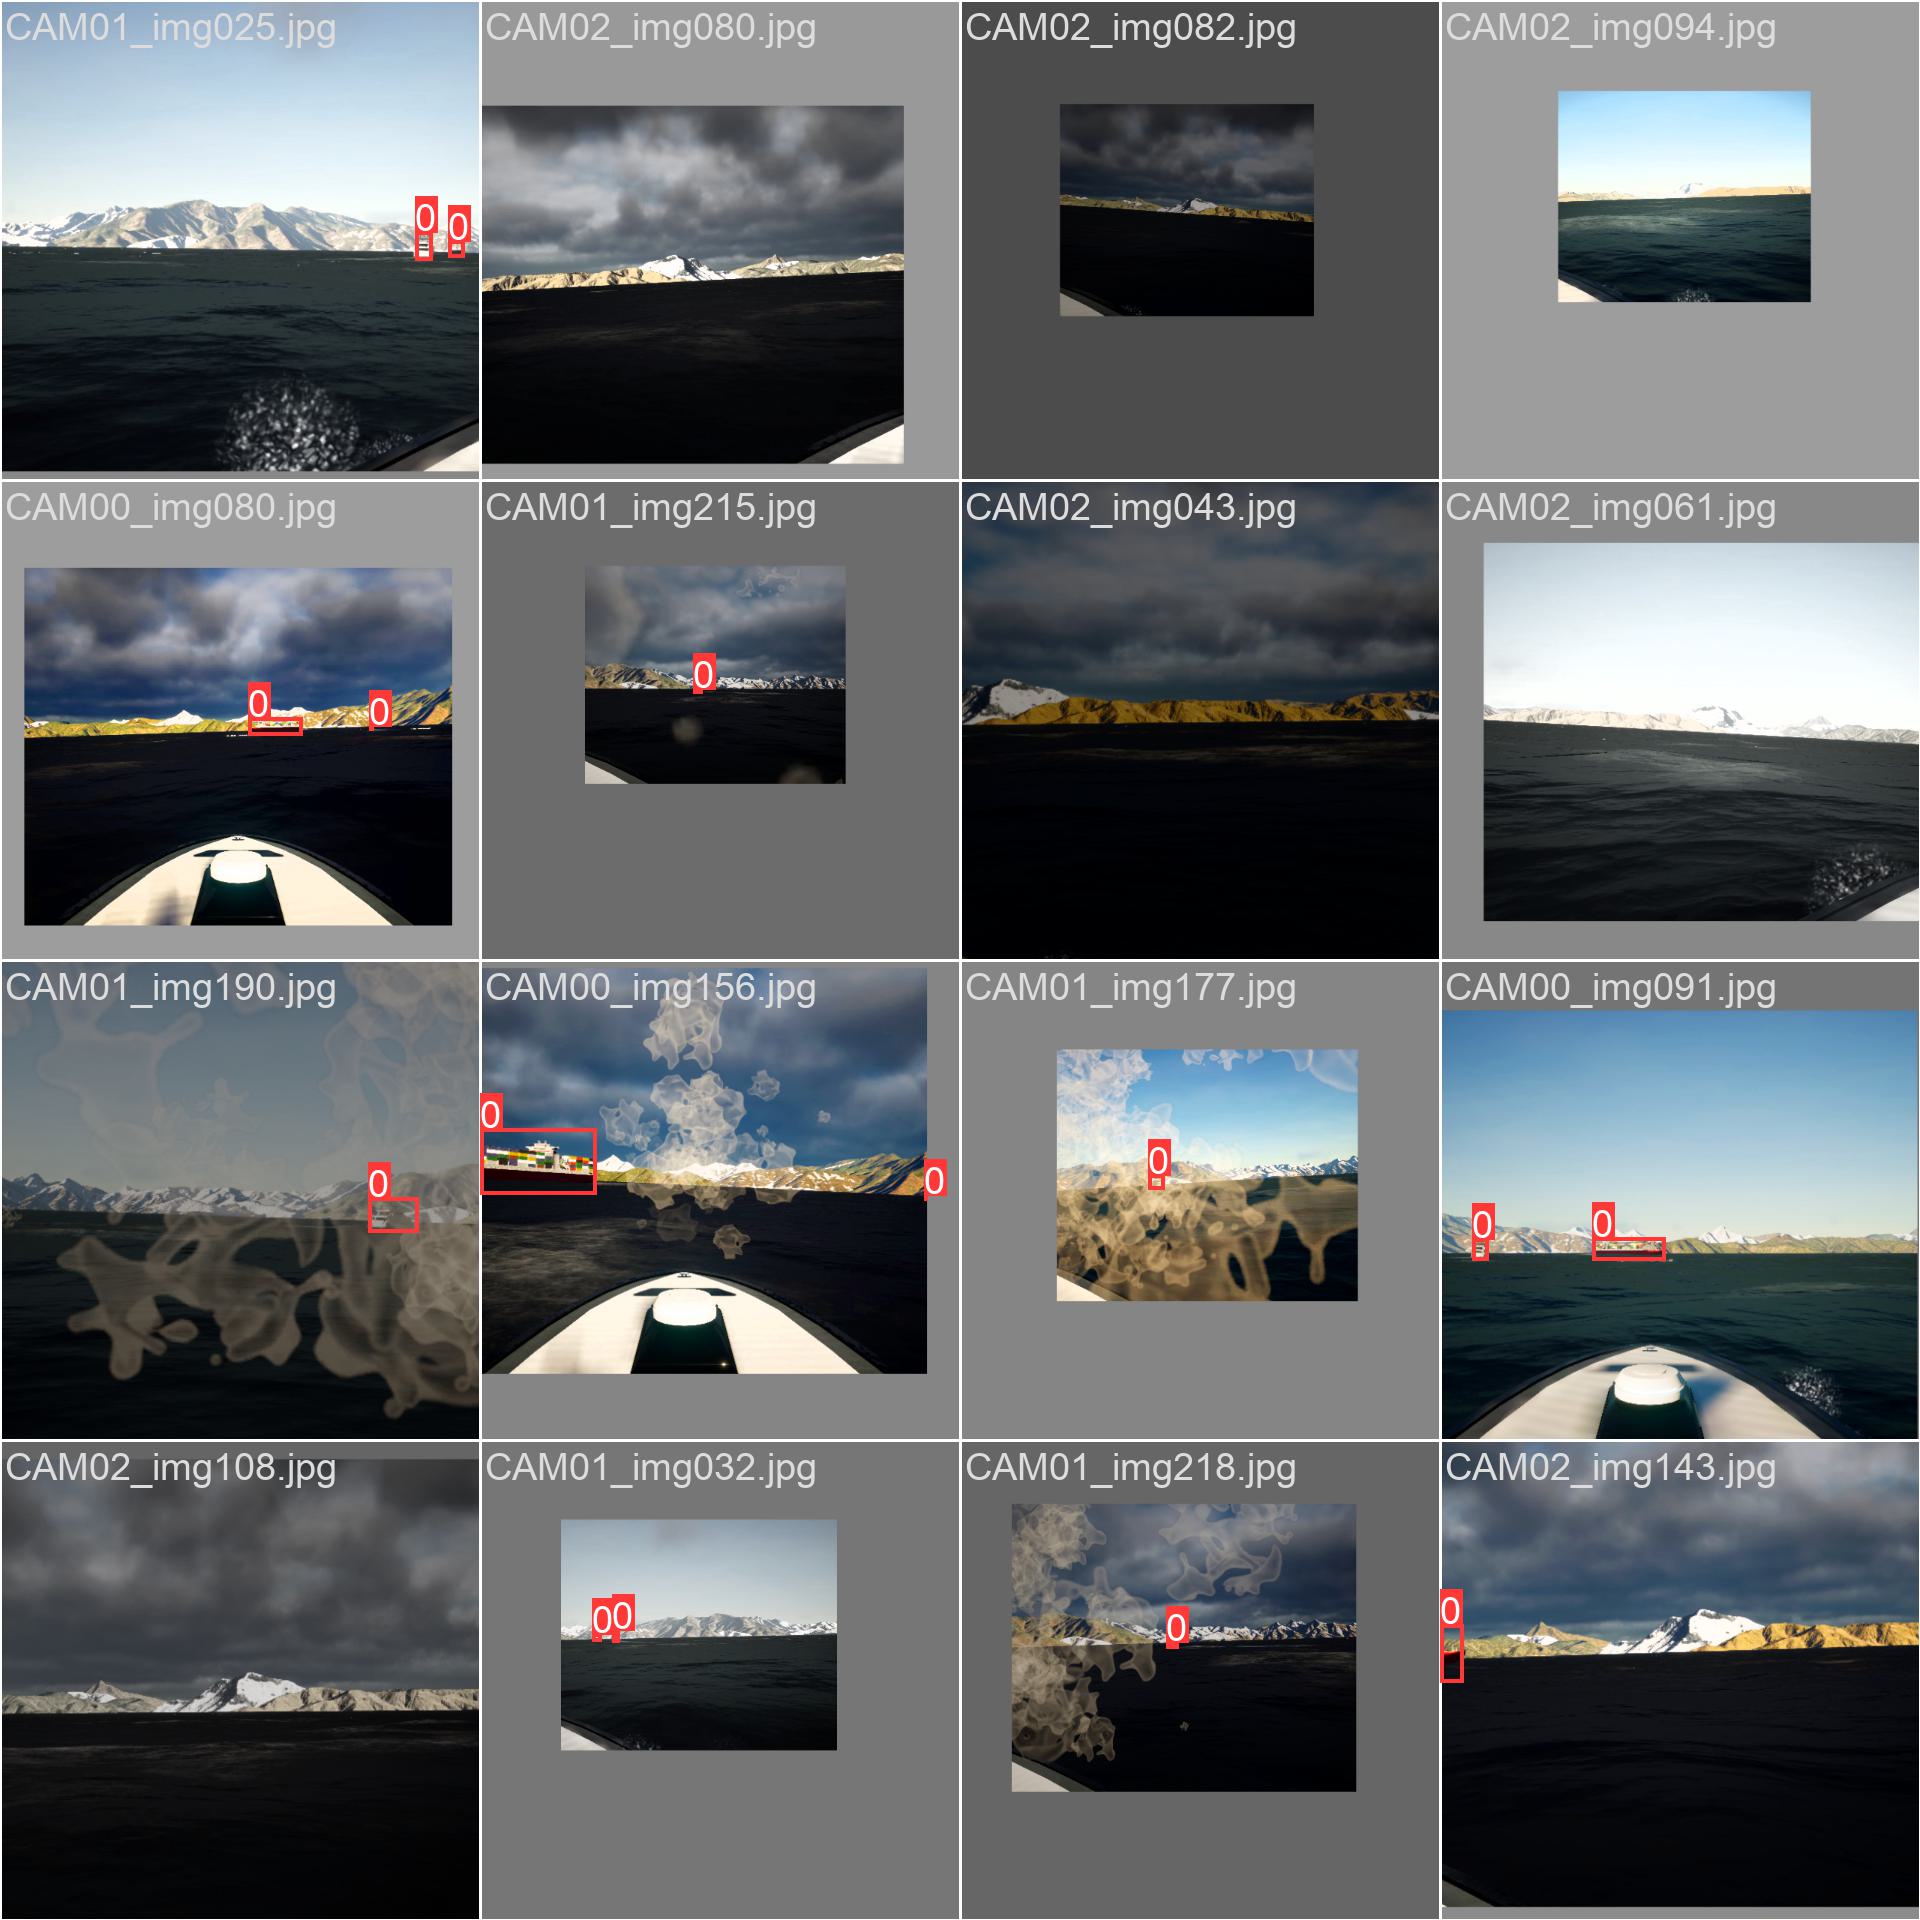 CAM01_img025.jpg
CAM02_img080.jpg
CAM02_img082.jpg
CAM02_img094.jpg
0
0
CAM00_img080.jpg
CAM01_img215.jpg
CAM02_img043.jpg
CAM02_img061.jpg
0
0
0
CAM01_img190.jpg
CAM00_img156.jpg
CAM01_img177.jpg
CAM00_img091.jpg
0
0
0
0
0
0
CAM02_img108.jpg
CAM01_img032.jpg
CAM01_img218.jpg
CAM02_img143.jpg
0
0
0
0